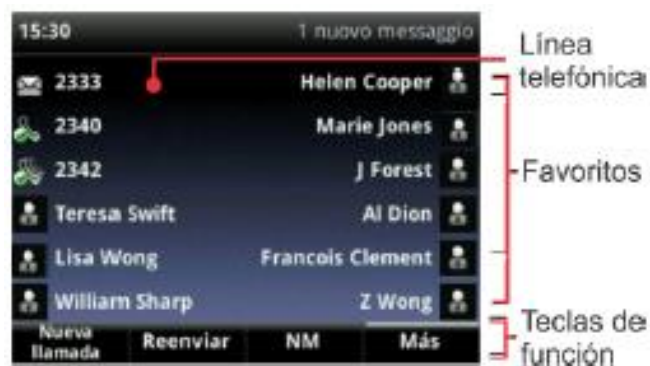 15:30 1 nuovo messaggio
2333 Helen Cooper
2340 Marie Jones
2342 J Forest
Teresa Swift Al Dion
Lisa Wong Francois Clement
William Sharp Z Wong
Nueva llamada Reenviar NM Más
Línea
telefónica
Favoritos
Teclas de
función